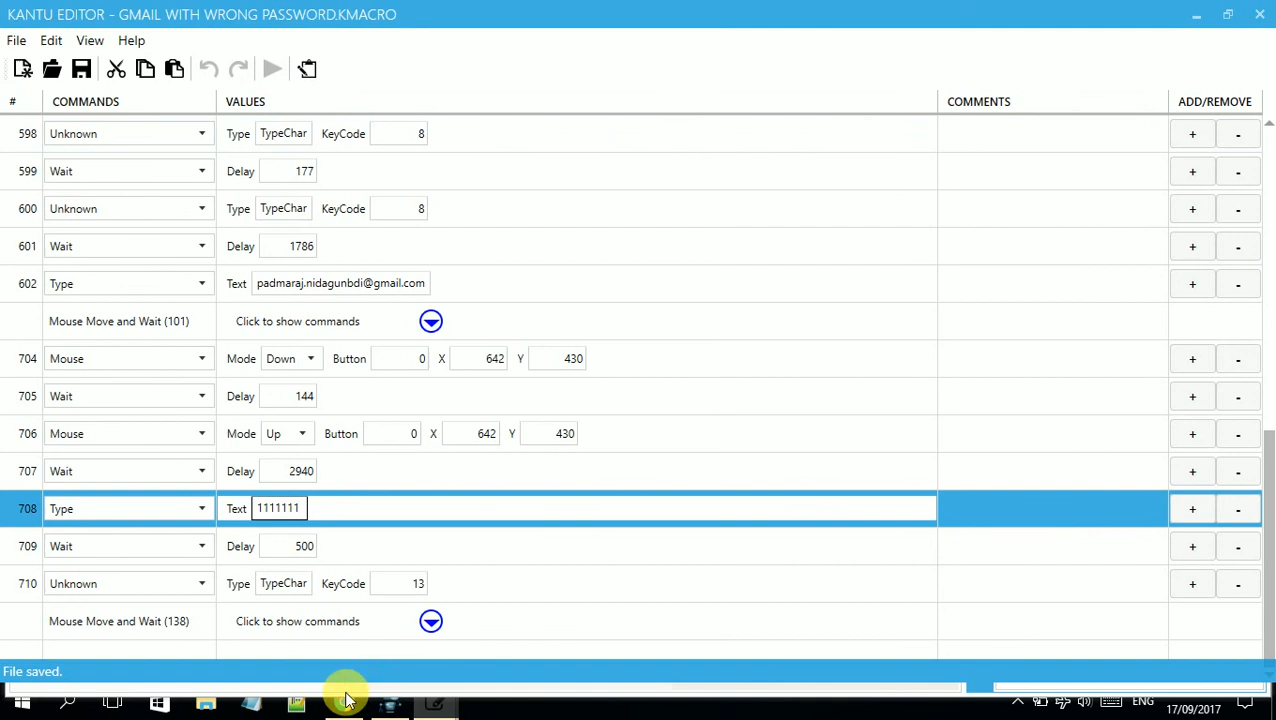 KANTU EDITOR - GMAIL WITH WRONG PASSWORD.KMACRO
File Edit View Help
# COMMANDS VALUES COMMENTS ADD/REMOVE
598 Unknown Type TypeChar KeyCode 8 + -
599 Wait Delay 177 + -
600 Unknown Type TypeChar KeyCode 8 + -
601 Wait Delay 1786 + -
602 Type Text padmaraj.nidagunbdi@gmail.com + -
Mouse Move and Wait (101) Click to show commands
704 Mouse Mode Down Button 0 X 642 Y 430 + -
705 Wait Delay 144 + -
706 Mouse Mode Up Button 0 X 642 Y 430 + -
707 Wait Delay 2940 + -
708 Type Text 1111111 + -
709 Wait Delay 500 + -
710 Unknown Type TypeChar KeyCode 13 + -
Mouse Move and Wait (138) Click to show commands
File saved.
ENG
17/09/2017